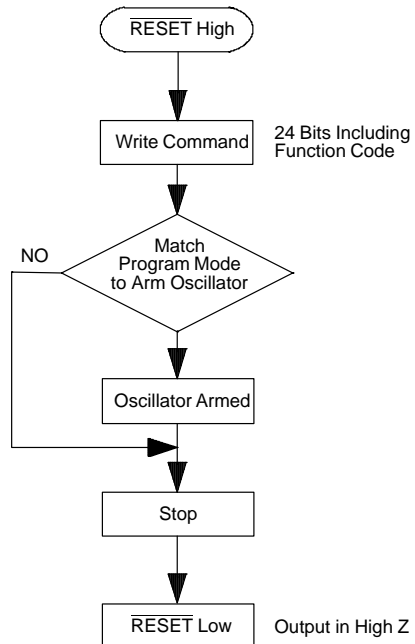 RESET High
Write Command
24 Bits Including
Function Code
Match
Program Mode
to Arm Oscillator
NO
Oscillator Armed
Stop
RESET Low
Output in High Z